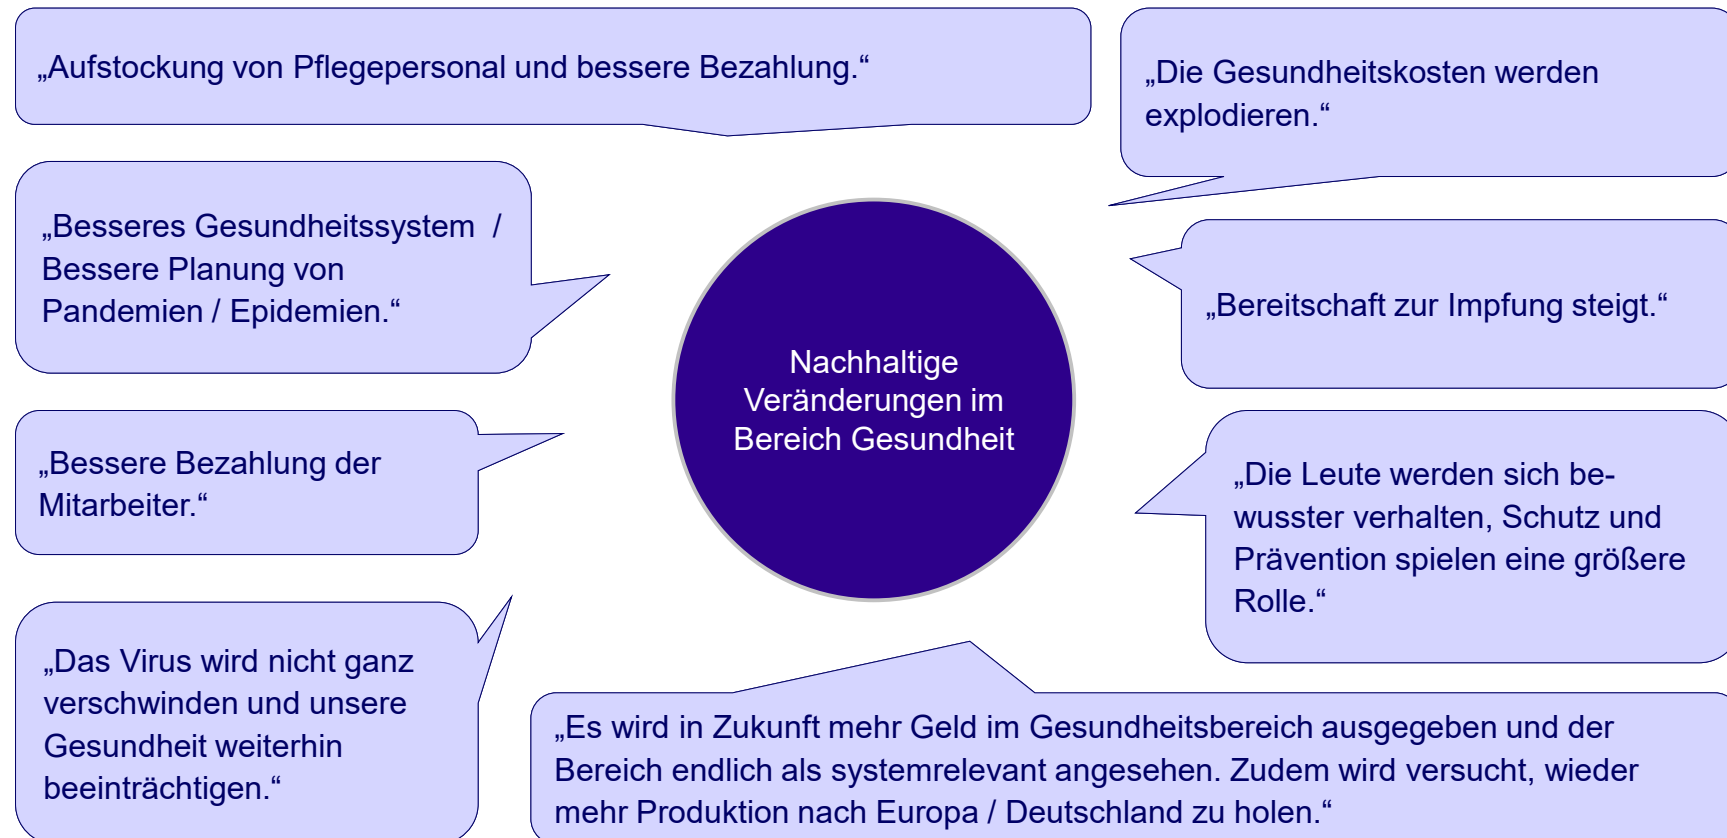 „Aufstockung von Pflegepersonal und bessere Bezahlung.“
„Die Gesundheitskosten werden
explodieren.“
„Besseres Gesundheitssystem /
Bessere Planung von
Pandemien / Epidemien.“
„Bereitschaft zur Impfung steigt.“
Nachhaltige
Veränderungen im
Bereich Gesundheit
„Bessere Bezahlung der
Mitarbeiter.“
„Die Leute werden sich be-
wusster verhalten, Schutz und
Prävention spielen eine größere
Rolle.“
„Das Virus wird nicht ganz
verschwinden und unsere
Gesundheit weiterhin
beeinträchtigen.“
„Es wird in Zukunft mehr Geld im Gesundheitsbereich ausgegeben und der
Bereich endlich als systemrelevant angesehen. Zudem wird versucht, wieder
mehr Produktion nach Europa / Deutschland zu holen.“